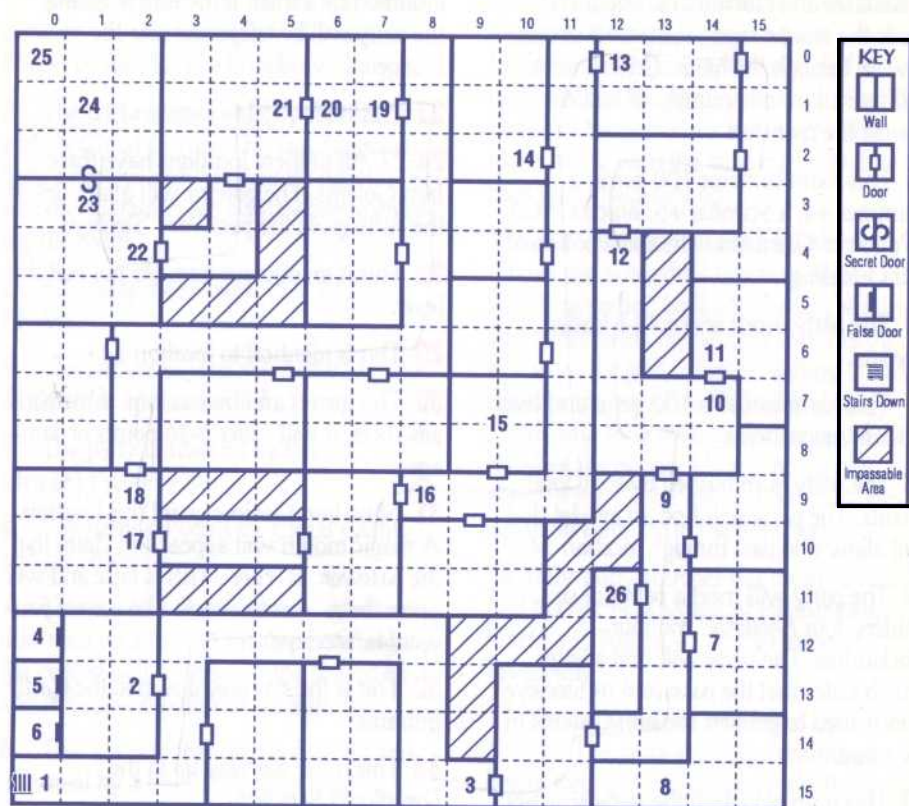 0 1 2 3 4 5 6 7 8 9 10 11 12 13 14 15
25 13 0
24 21 20 19 1
14 2
23 3
22 12 4
5
11 6
10 7
15 8
18 16 9 9
17 10
26 11
4 7 12
5 2 13
6 14
1 3 8 15
KEY
Wall
Door
Secret Door
False Door
Stairs Down
Impassable
Area